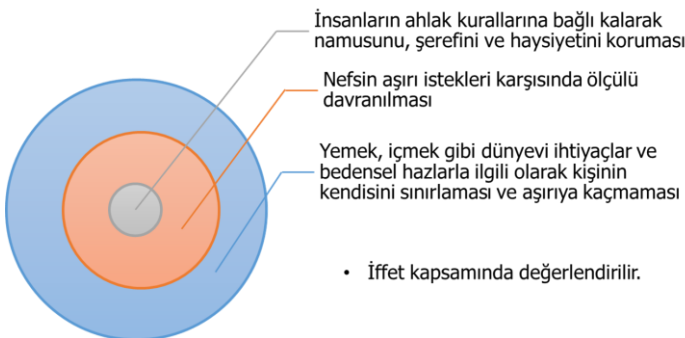 İnsanların ahlak kurallarına bağlı kalarak
namusunu, şerefini ve haysiyetini koruması
Nefsin aşırı istekleri karşısında ölçülü
davranılması
Yemek, içmek gibi dünyevi ihtiyaçlar ve
bedensel hazlarla ilgili olarak kişinin
kendisini sınırlaması ve aşırıya kaçmaması
• İffet kapsamında değerlendirilir.